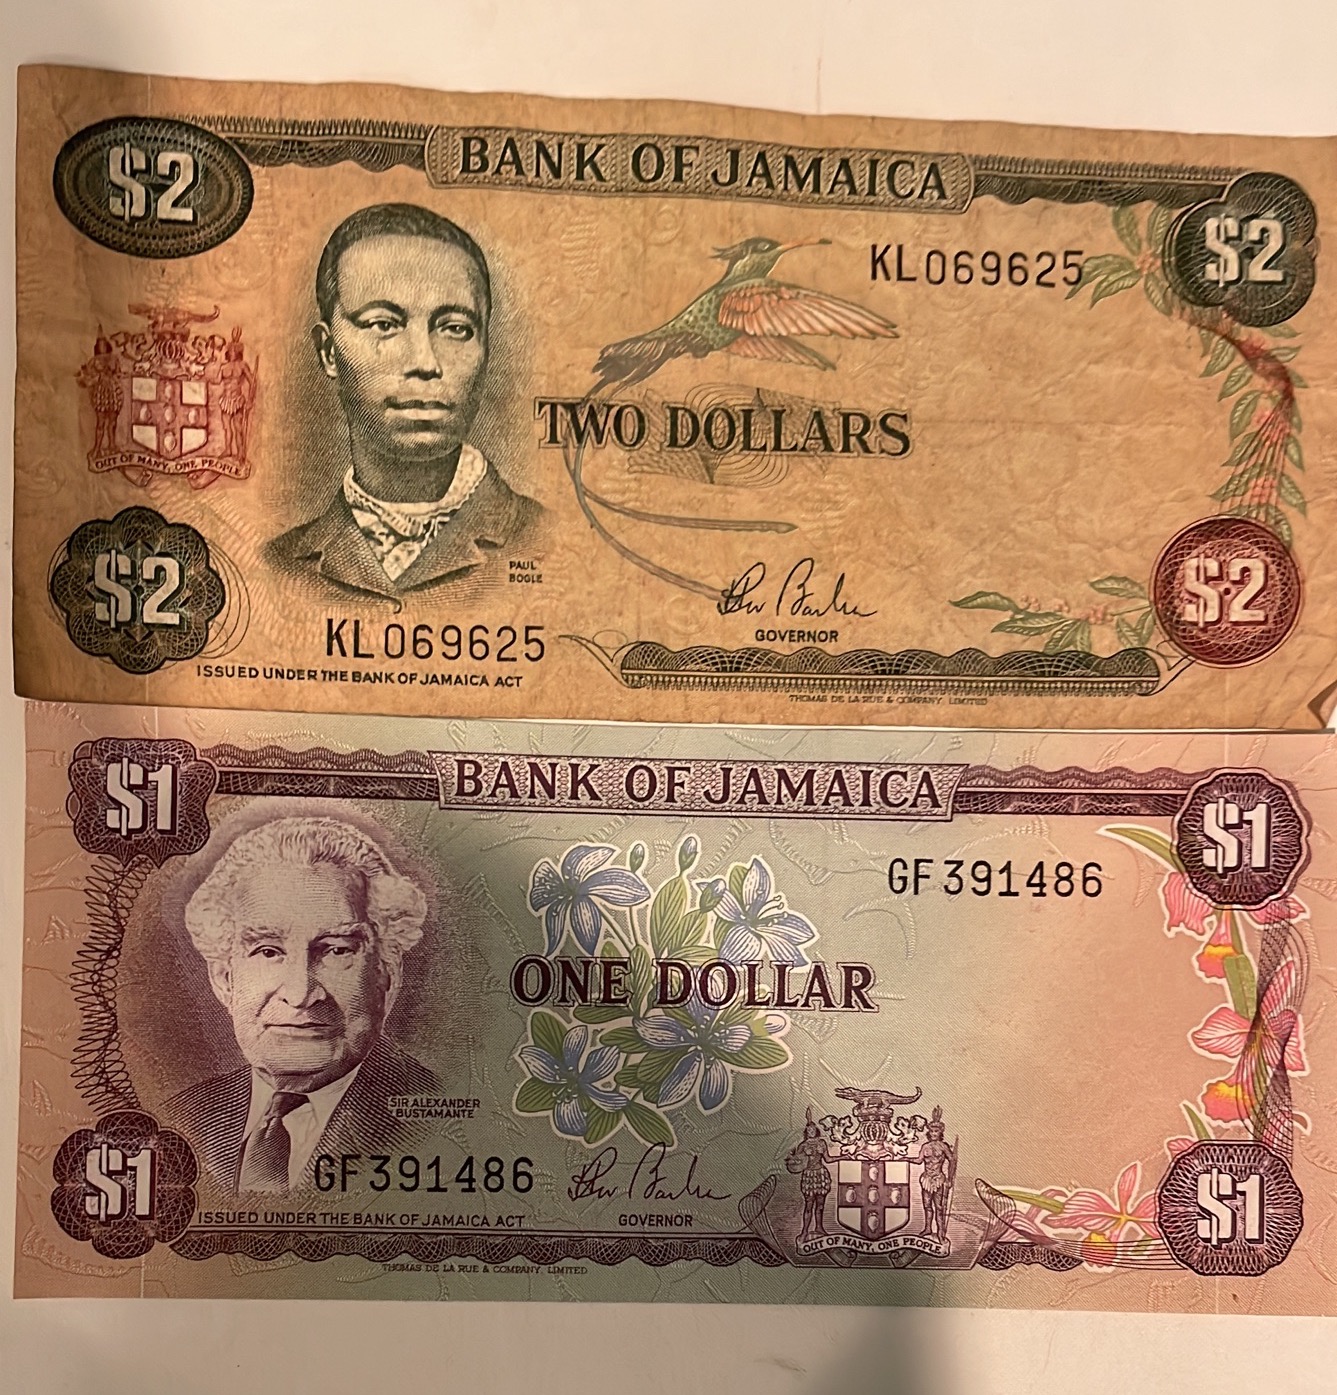 $2
BANK OF JAMAICA
$2
KL069625
OUT OF MANY, ONE PEOPLE
TWO DOLLARS
PAUL
BOGLE
$2
$2
KL069625
GOVERNOR
ISSUED UNDER THE BANK OF JAMAICA ACT
THOMAS DE LA RUE & COMPANY, LIMITED
$1
BANK OF JAMAICA
$1
GF391486
ONE DOLLAR
SIR ALEXANDER
BUSTAMANTE
$1
GF391486
$1
ISSUED UNDER THE BANK OF JAMAICA ACT
GOVERNOR
OUT OF MANY, ONE PEOPLE
THOMAS DE LA RUE & COMPANY, LIMITED